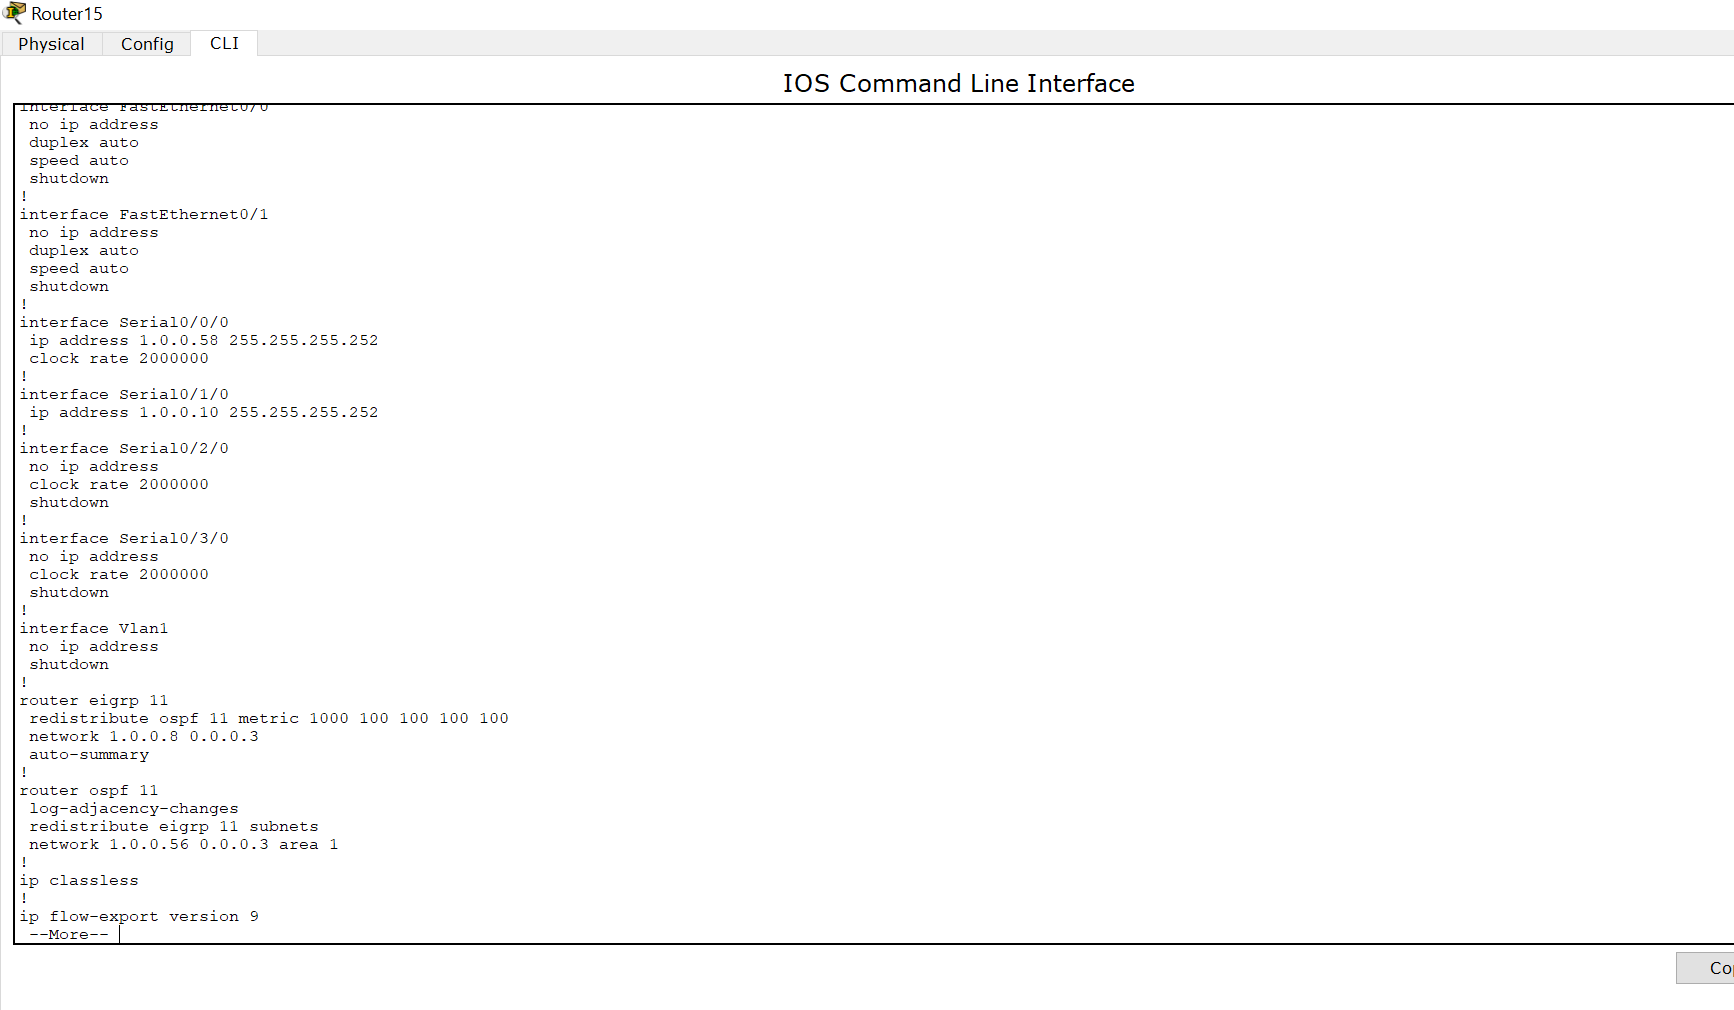 Router15
Physical Config CLI
IOS Command Line Interface
interface FastEthernet0/0
no ip address
duplex auto
speed auto
shutdown
!
interface FastEthernet0/1
no ip address
duplex auto
speed auto
shutdown
!
interface Serial0/0/0
ip address 1.0.0.58 255.255.255.252
clock rate 2000000
!
interface Serial0/1/0
ip address 1.0.0.10 255.255.255.252
!
interface Serial0/2/0
no ip address
clock rate 2000000
shutdown
!
interface Serial0/3/0
no ip address
clock rate 2000000
shutdown
!
interface Vlan1
no ip address
shutdown
!
router eigrp 11
redistribute ospf 11 metric 1000 100 100 100 100
network 1.0.0.8 0.0.0.3
auto-summary
!
router ospf 11
log-adjacency-changes
redistribute eigrp 11 subnets
network 1.0.0.56 0.0.0.3 area 1
!
ip classless
!
ip flow-export version 9
--More--